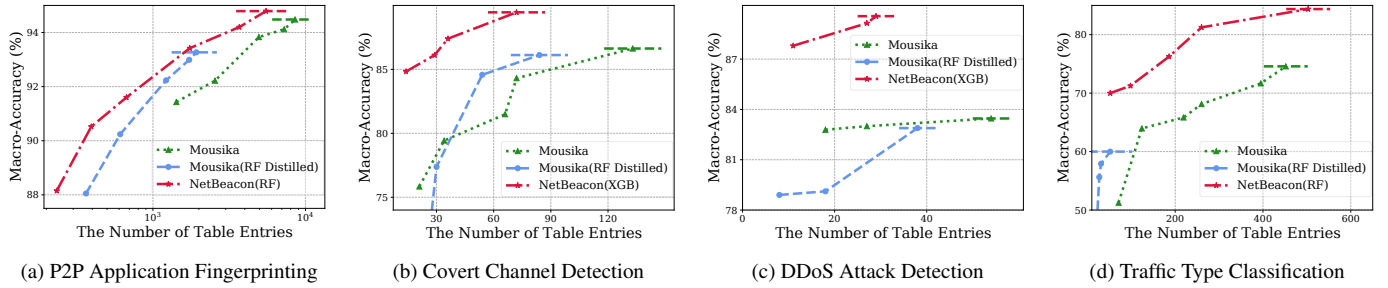 Macro-Accuracy (%)
94
92
90
88
10³
10⁴
Mousika
Mousika(RF Distilled)
NetBeacon(RF)
The Number of Table Entries
(a) P2P Application Fingerprinting
Macro-Accuracy (%)
85
80
75
30
60
90
120
Mousika
Mousika(RF Distilled)
NetBeacon(XGB)
The Number of Table Entries
(b) Covert Channel Detection
Macro-Accuracy (%)
87
84
81
78
0
20
40
Mousika
Mousika(RF Distilled)
NetBeacon(XGB)
The Number of Table Entries
(c) DDoS Attack Detection
Macro-Accuracy (%)
80
70
60
50
200
400
600
Mousika
Mousika(RF Distilled)
NetBeacon(RF)
The Number of Table Entries
(d) Traffic Type Classification